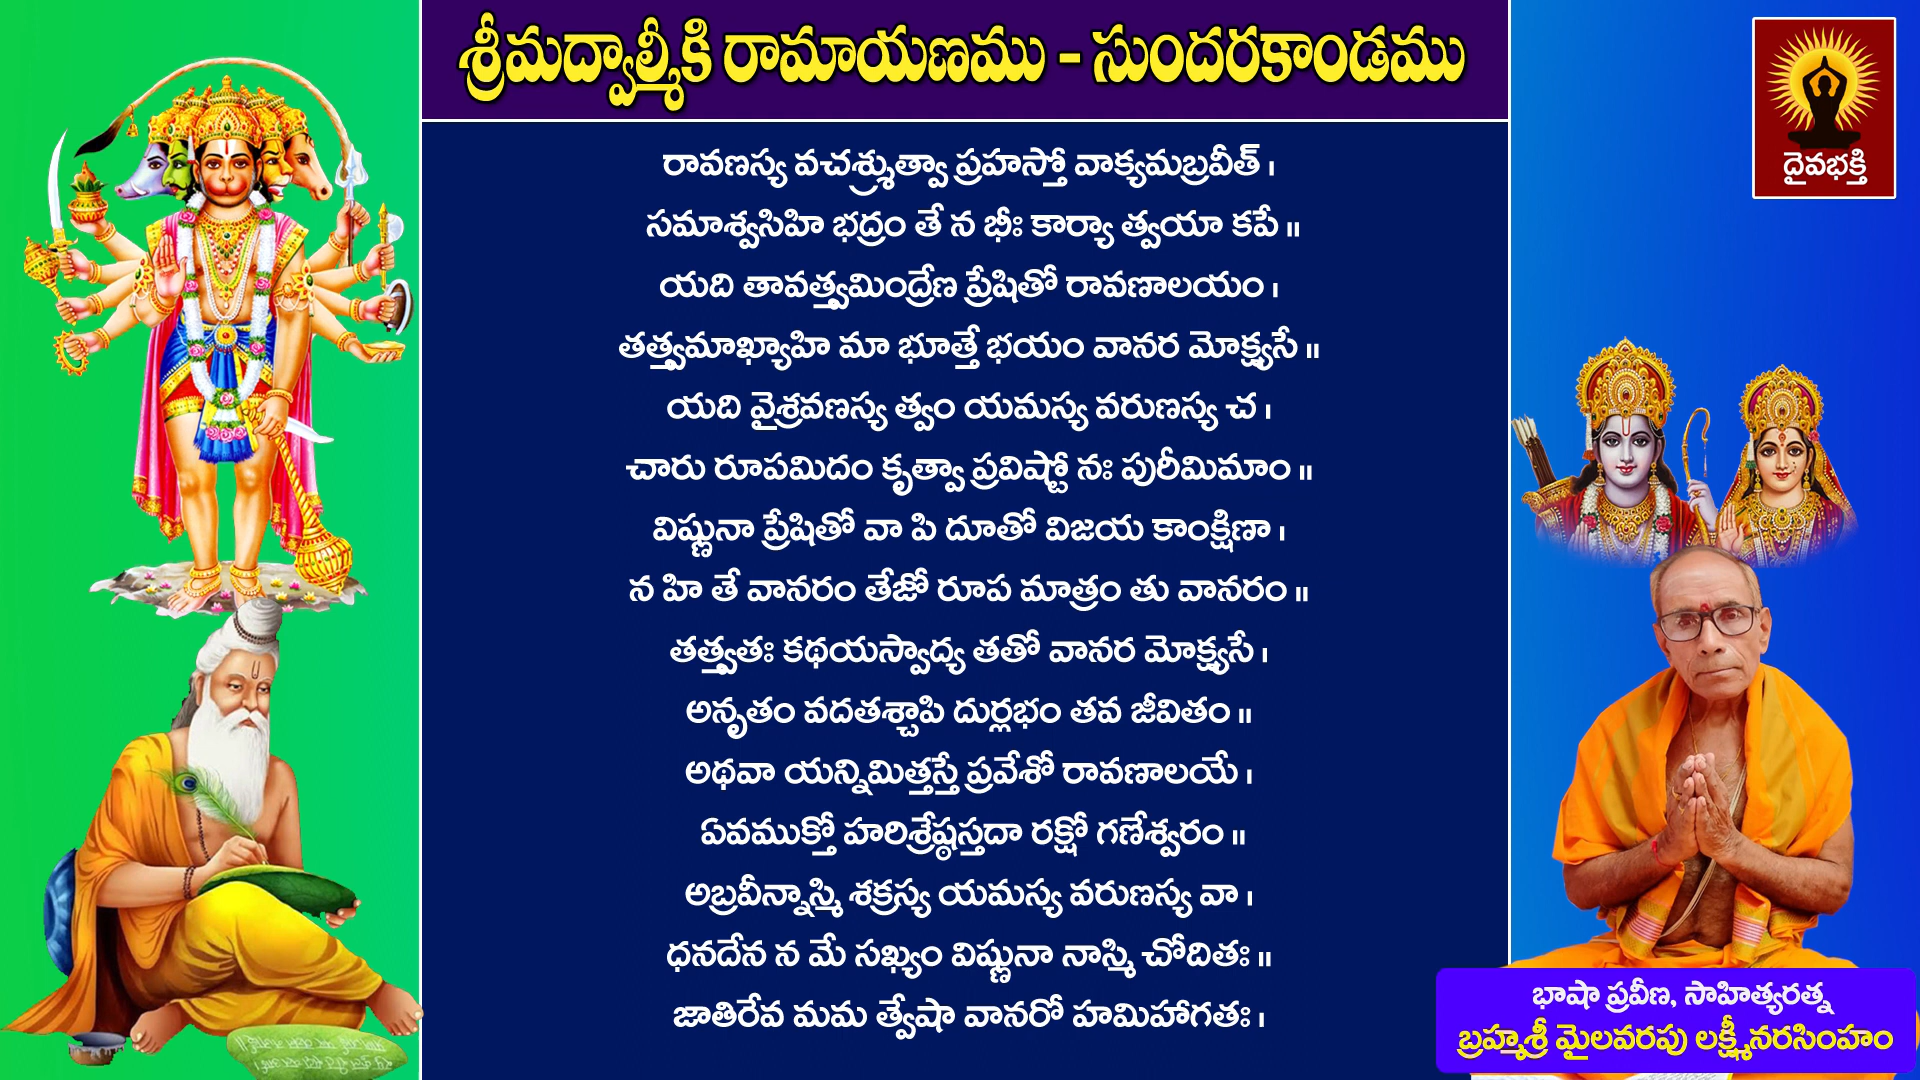 శ్రీమద్వాల్మీకి రామాయణము - సుందరకాండము
దైవభక్తి
రావణస్య వచశ్శ్రుత్వా ప్రహస్తో వాక్యమబ్రవీత్ ।
సమాశ్వసిహి భద్రం తే న భీః కార్యా త్వయా కపే ॥
యది తావత్త్వమింద్రేణ ప్రేషితో రావణాలయం ।
తత్త్వమాఖ్యాహి మా భూత్తే భయం వానర మోక్ష్యసే ॥
యది వైశ్రవణస్య త్వం యమస్య వరుణస్య చ ।
చారు రూపమిదం కృత్వా ప్రవిష్టో నః పురీమిమాం ॥
విష్ణునా ప్రేషితో వా పి దూతో విజయ కాంక్షిణా ।
న హి తే వానరం తేజో రూప మాత్రం తు వానరం ॥
తత్త్వతః కథయస్వాద్య తతో వానర మోక్ష్యసే ।
అనృతం వదతశ్చాపి దుర్లభం తవ జీవితం ॥
అథవా యన్నిమిత్తస్తే ప్రవేశో రావణాలయే ।
ఏవముక్తో హరిశ్రేష్ఠస్తదా రక్షో గణేశ్వరం ॥
అబ్రవీన్నాస్మి శక్రస్య యమస్య వరుణస్య వా ।
ధనదేన న మే సఖ్యం విష్ణునా నాస్మి చోదితః ॥
జాతిరేవ మమ త్వేషా వానరో హమిహాగతః ।
భాషా ప్రవీణ, సాహిత్యరత్న
బ్రహ్మశ్రీ మైలవరపు లక్ష్మీనరసింహం